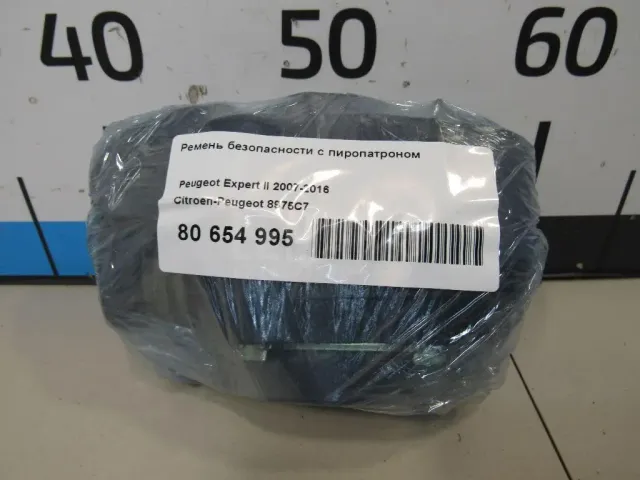 40 50 60
Ремень безопасности с пиропатроном
Peugeot Expert II 2007-2016
Citroen-Peugeot 8975C7
80 654 995